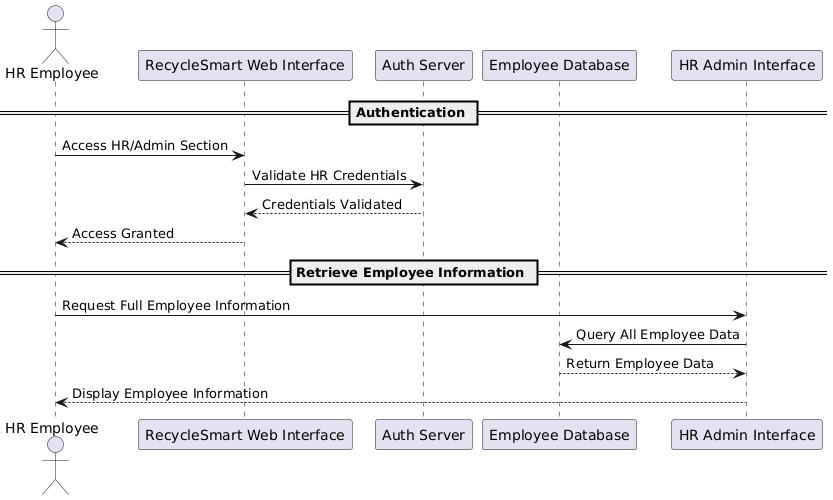 HR Employee
RecycleSmart Web Interface
Auth Server
Employee Database
HR Admin Interface
Authentication
Access HR/Admin Section
Validate HR Credentials
Credentials Validated
Access Granted
Retrieve Employee Information
Request Full Employee Information
Query All Employee Data
Return Employee Data
Display Employee Information
HR Employee
RecycleSmart Web Interface
Auth Server
Employee Database
HR Admin Interface